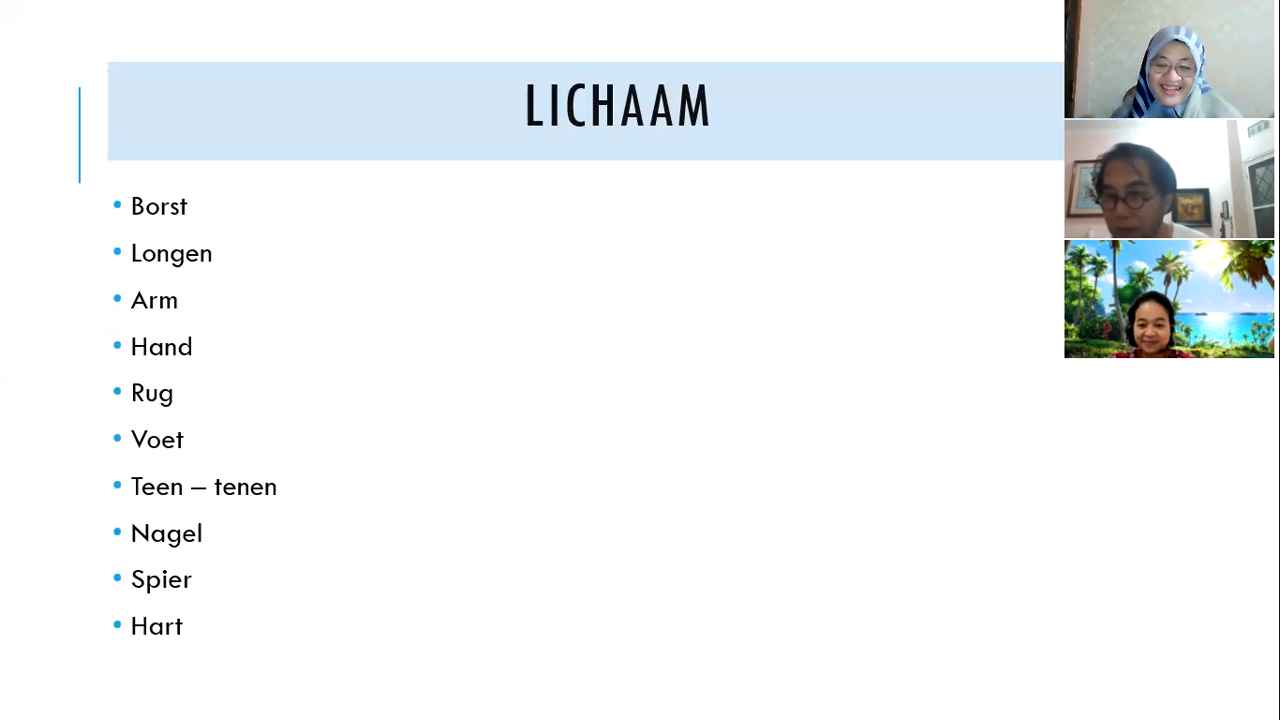 LICHAAM
• Borst
• Longen
• Arm
• Hand
• Rug
• Voet
• Teen – tenen
• Nagel
• Spier
• Hart